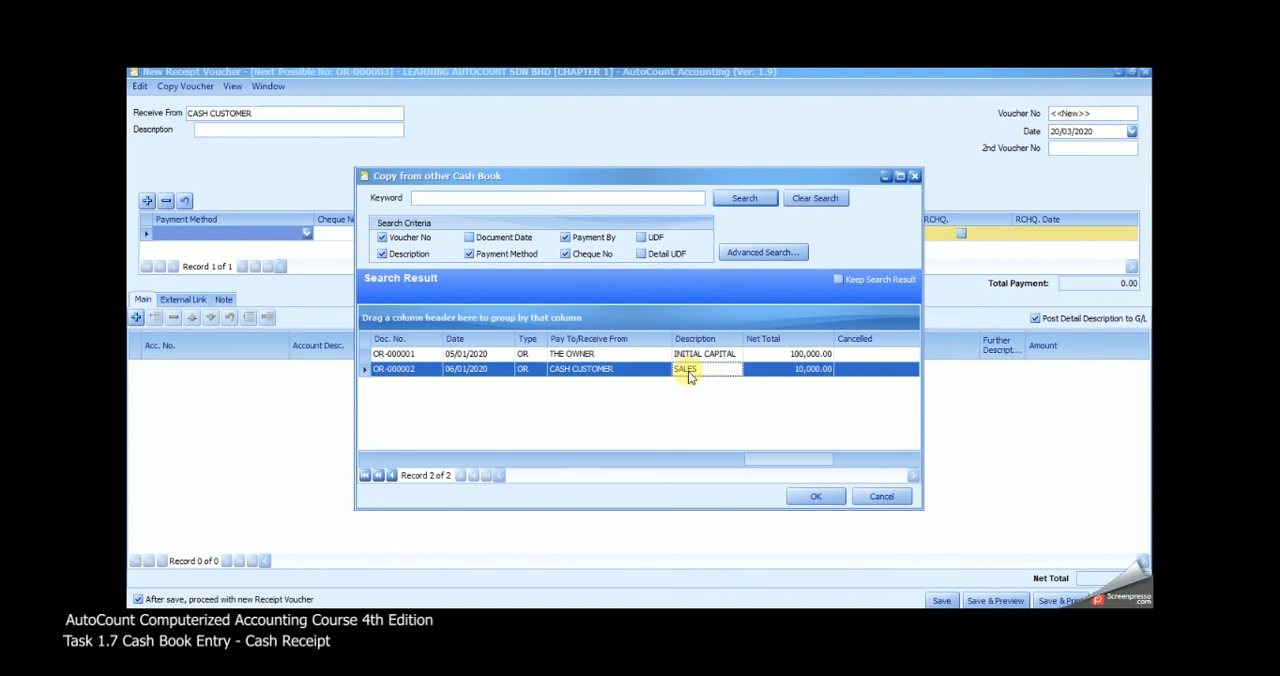 New Receipt Voucher - [Next Possible No: OR-000003] - LEARNING AUTOCOUNT SDN BHD [CHAPTER 1] - AutoCount Accounting (Ver: 1.9)
Edit Copy Voucher View Window
Receive From CASH CUSTOMER
Voucher No <<New>>
Description
Date 20/03/2020
2nd Voucher No
Copy from other Cash Book
Keyword Search Clear Search
Search Criteria
Voucher No Document Date Payment By UDF
Description Payment Method Cheque No Detail UDF
Advanced Search...
Payment Method Cheque N
RCHQ. RCHQ. Date
Record 1 of 1
Search Result
Keep Search Result
Total Payment: 0.00
Main External Link Note
Drag a column header here to group by that column
Post Detail Description to G/L
Acc. No. Account Desc.
Further Descript... Amount
Doc. No. Date Type Pay To/Receive From Description Net Total Cancelled
OR-000001 05/01/2020 OR THE OWNER INITIAL CAPITAL 100,000.00
OR-000002 06/01/2020 OR CASH CUSTOMER SALES 10,000.00
Record 2 of 2
OK Cancel
Record 0 of 0
Net Total
After save, proceed with new Receipt Voucher
Save Save & Preview Save & Pri
Screenpresso.com
AutoCount Computerized Accounting Course 4th Edition
Task 1.7 Cash Book Entry - Cash Receipt